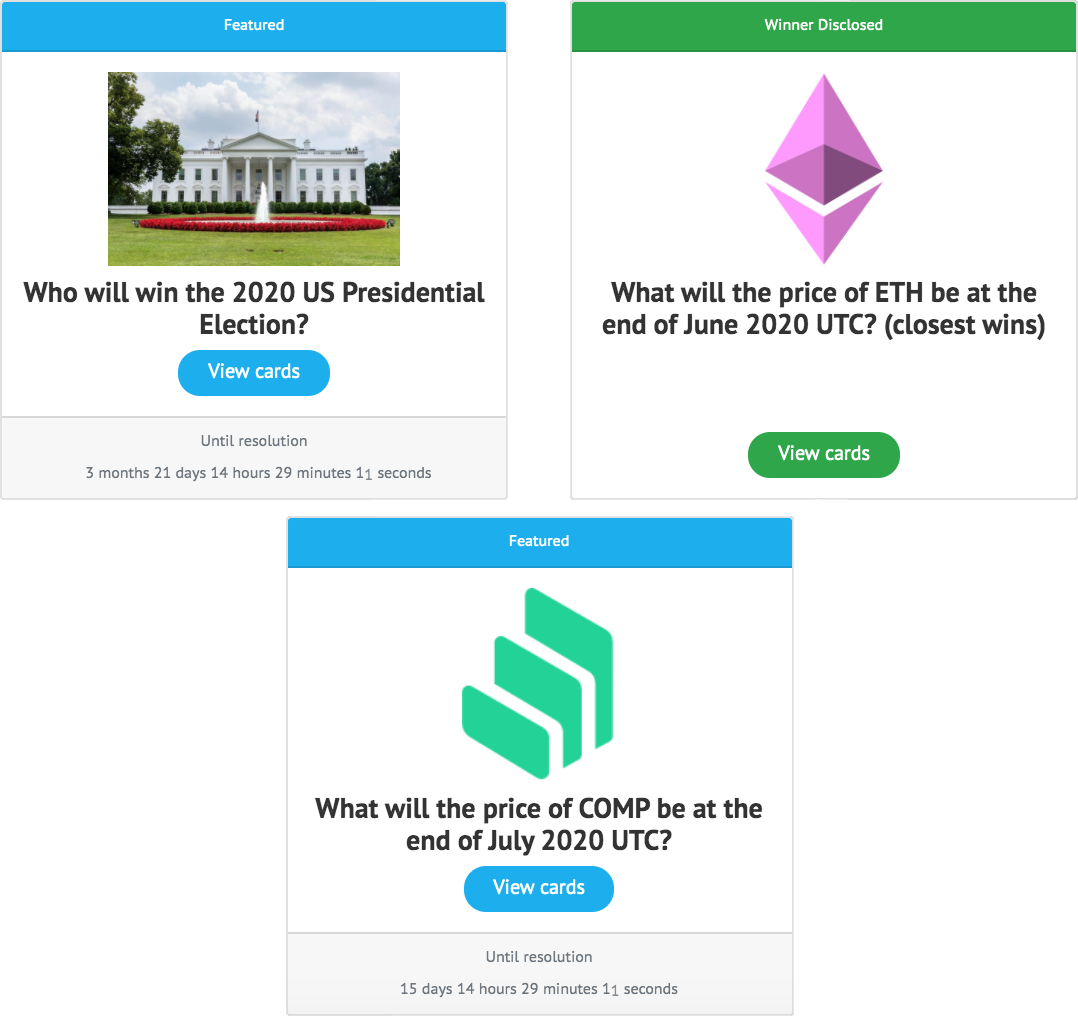 Featured
Who will win the 2020 US Presidential
Election?
View cards
Until resolution
3 months 21 days 14 hours 29 minutes 11 seconds
Winner Disclosed
What will the price of ETH be at the
end of June 2020 UTC? (closest wins)
View cards
Featured
What will the price of COMP be at the
end of July 2020 UTC?
View cards
Until resolution
15 days 14 hours 29 minutes 11 seconds